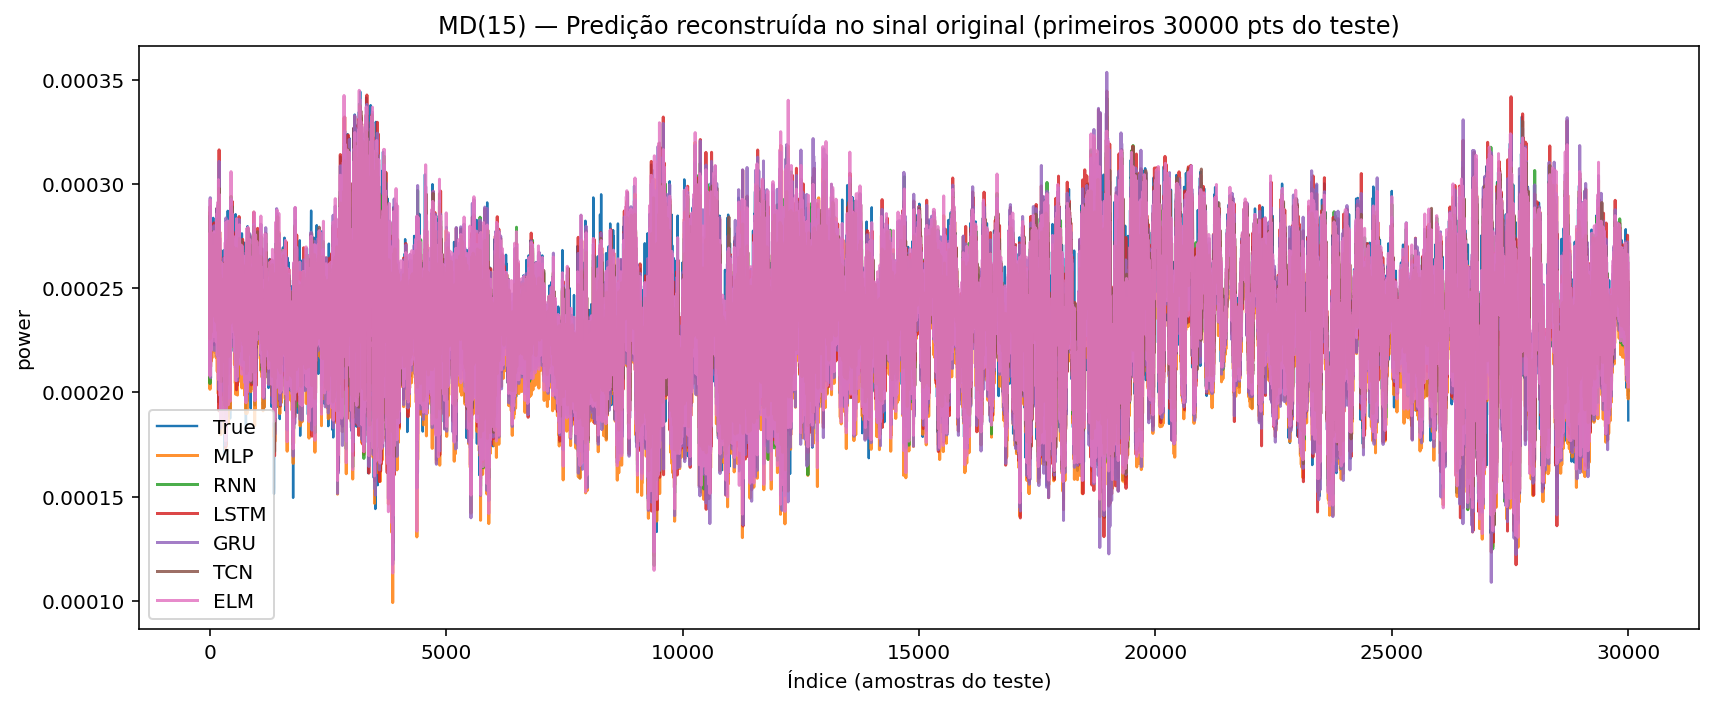 MD(15) — Predição reconstruída no sinal original (primeiros 30000 pts do teste)
power
0.00035
0.00030
0.00025
0.00020
0.00015
0.00010
True
MLP
RNN
LSTM
GRU
TCN
ELM
0 5000 10000 15000 20000 25000 30000
Índice (amostras do teste)